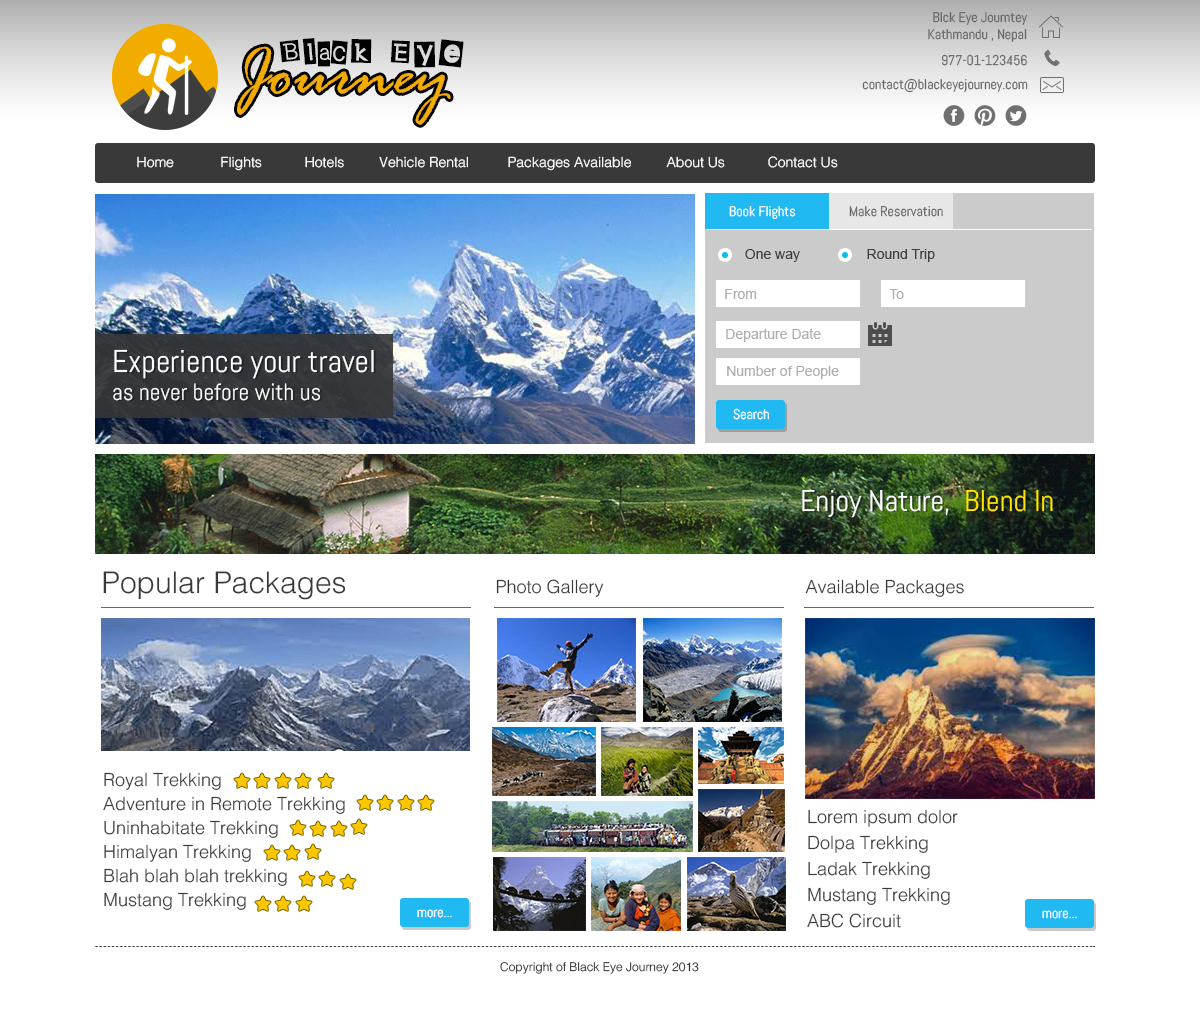 Black Eye
Journey
Blck Eye Journtey
Kathmandu , Nepal
977-01-123456
contact@blackeyejourney.com
Home Flights Hotels Vehicle Rental Packages Available About Us Contact Us
Experience your travel
as never before with us
Book Flights Make Reservation
One way Round Trip
From To
Departure Date
Number of People
Search
Enjoy Nature, Blend In
Popular Packages
Royal Trekking
Adventure in Remote Trekking
Uninhabitate Trekking
Himalyan Trekking
Blah blah blah trekking
Mustang Trekking
more...
Photo Gallery
Available Packages
Lorem ipsum dolor
Dolpa Trekking
Ladak Trekking
Mustang Trekking
ABC Circuit
more...
Copyright of Black Eye Journey 2013